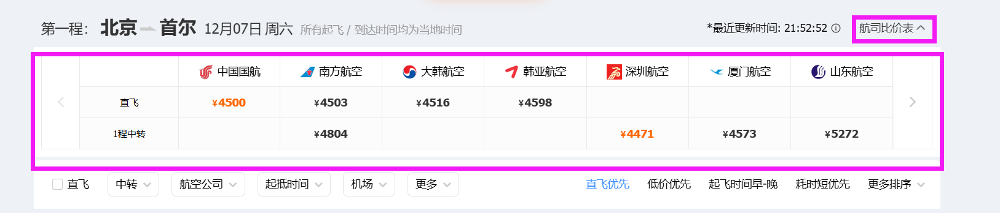 第一程： 北京 首尔 12月07日 周六 所有起飞 / 到达时间均为当地时间 *最近更新时间: 21:52:52 航司比价表
中国国航 南方航空 大韩航空 韩亚航空 深圳航空 厦门航空 山东航空
直飞 ¥4500 ¥4503 ¥4516 ¥4598
1程中转 ¥4804 ¥4471 ¥4573 ¥5272
直飞 中转 航空公司 起抵时间 机场 更多 直飞优先 低价优先 起飞时间早-晚 耗时短优先 更多排序